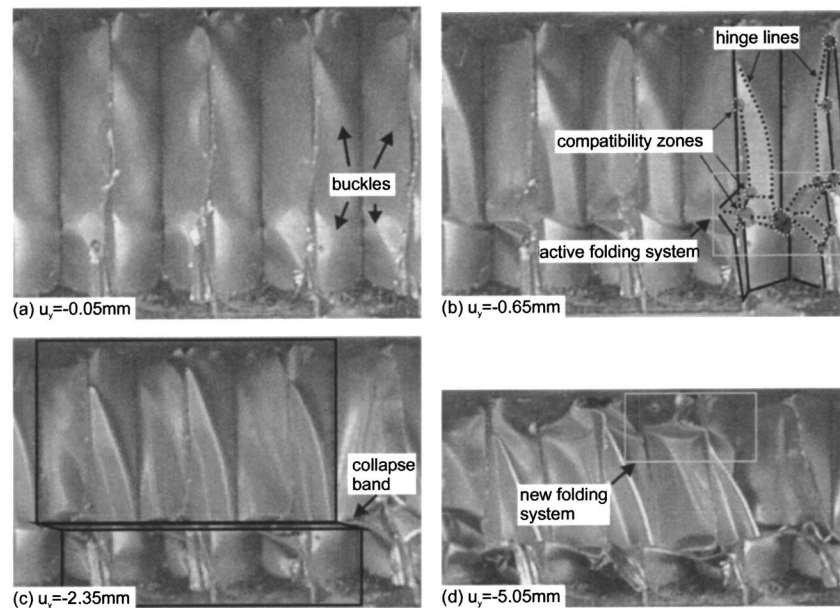 buckles
(a) uy=-0.05mm
hinge lines
compatibility zones
active folding system
(b) uy=-0.65mm
collapse
band
(c) uy=-2.35mm
new folding
system
(d) uy=-5.05mm